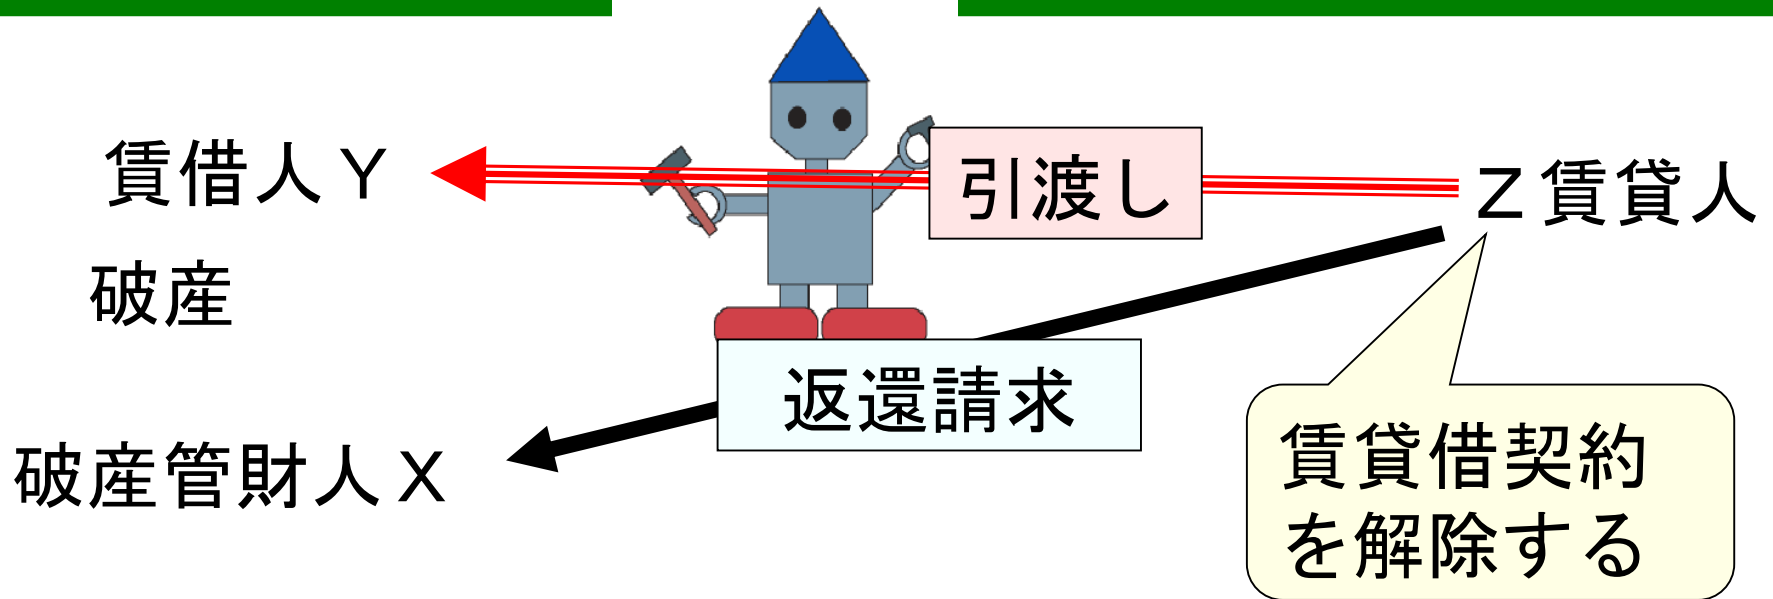 賃借人Y
引渡し
Z賃貸人
破産
返還請求
破産管財人X
賃貸借契約
を解除する